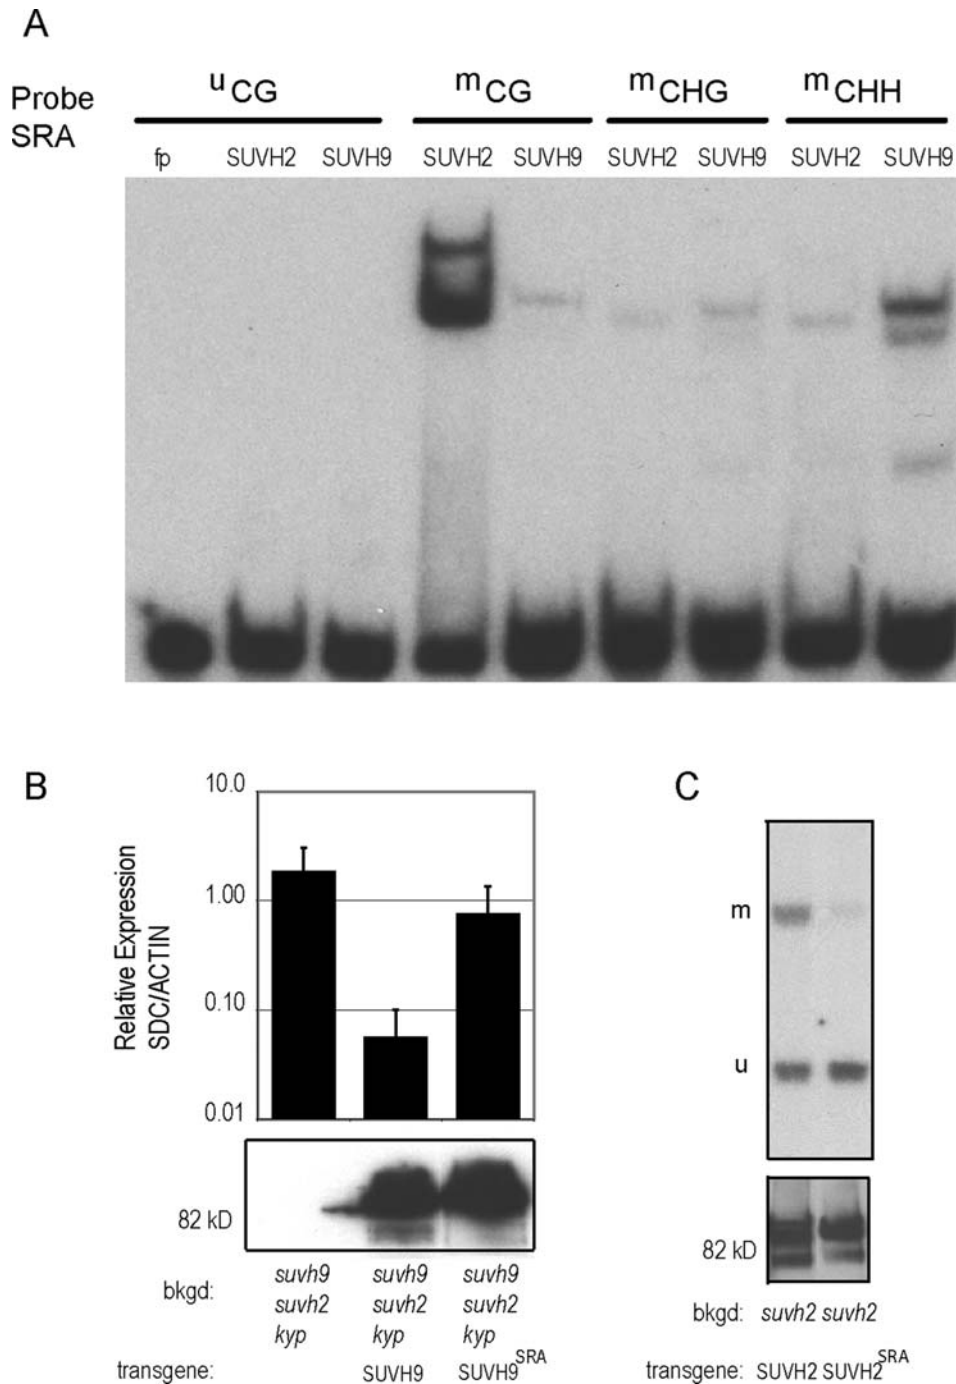 A
Probe uCG mCG mCHG mCHH
SRA
fp SUVH2 SUVH9 SUVH2 SUVH9 SUVH2 SUVH9 SUVH2 SUVH9
B
Relative Expression
SDC/ACTIN
10.0
1.00
0.10
0.01
82 kD
bkgd: suvh9 suvh9 suvh9
suvh2 suvh2 suvh2
kyp kyp kyp
transgene: SUVH9 SUVH9SRA
C
m
u
82 kD
bkgd: suvh2 suvh2
transgene: SUVH2 SUVH2SRA